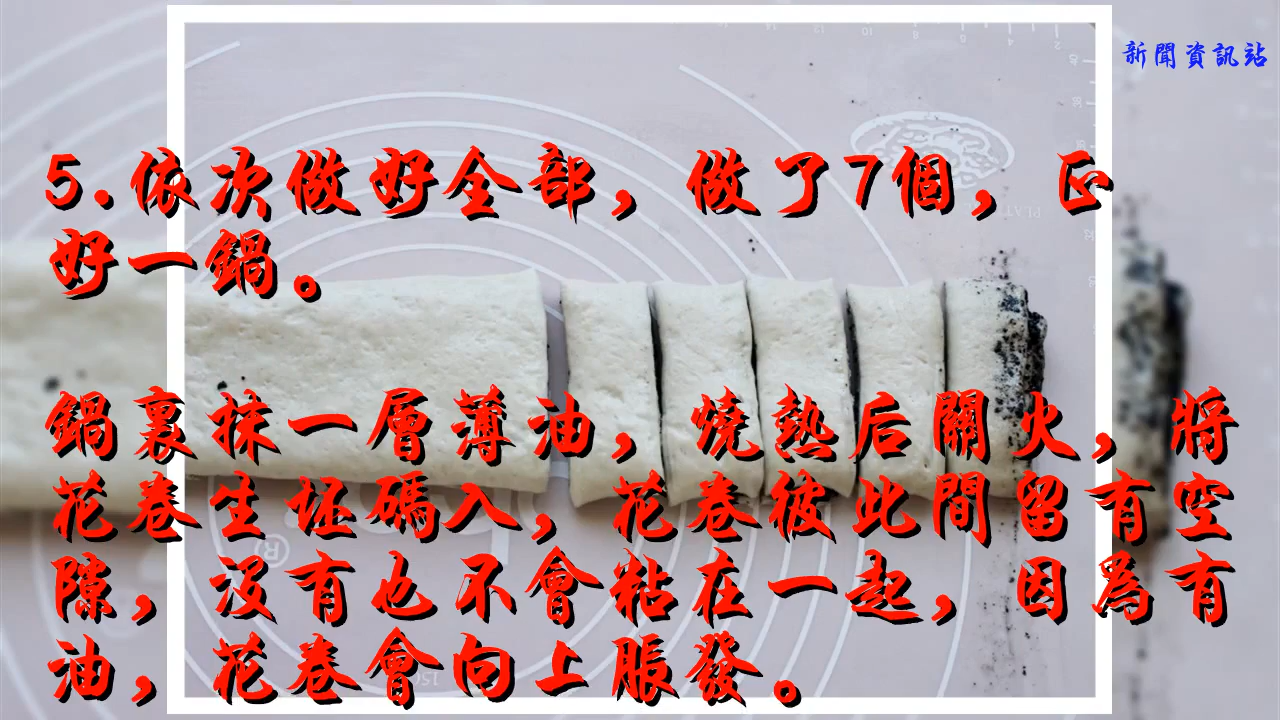 新聞資訊站
5.依次做好全部，做了7個，正
好一鍋。
鍋裏抹一層薄油，燒熱后關火，將
花卷生坯碼入，花卷彼此間留有空
隙，沒有也不會粘在一起，因爲有
油，花卷會向上脹發。